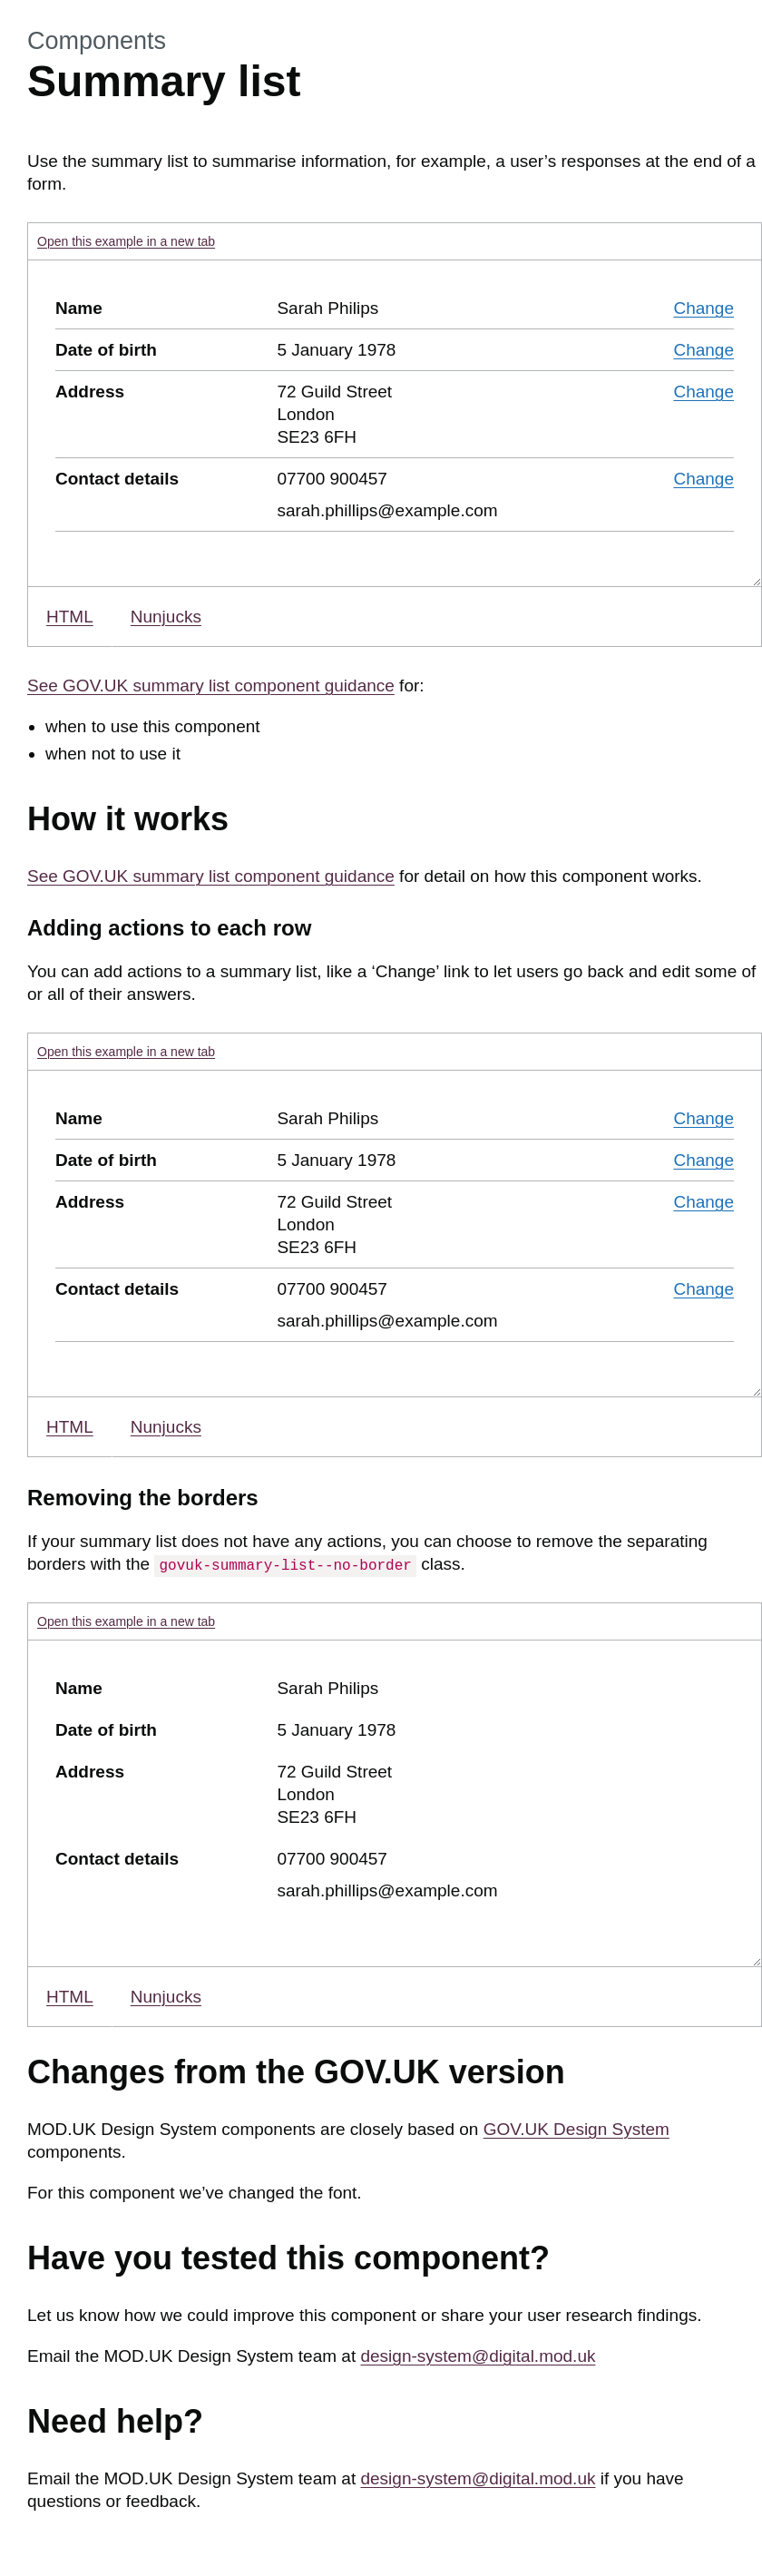 Components
Summary list
Use the summary list to summarise information, for example, a user’s responses at the end of a
form.
Open this example in a new tab
Name Sarah Philips Change
Date of birth 5 January 1978 Change
Address 72 Guild Street Change
London
SE23 6FH
Contact details 07700 900457 Change
sarah.phillips@example.com
HTML Nunjucks
See GOV.UK summary list component guidance for:
• when to use this component
• when not to use it
How it works
See GOV.UK summary list component guidance for detail on how this component works.
Adding actions to each row
You can add actions to a summary list, like a ‘Change’ link to let users go back and edit some of
or all of their answers.
Open this example in a new tab
Name Sarah Philips Change
Date of birth 5 January 1978 Change
Address 72 Guild Street Change
London
SE23 6FH
Contact details 07700 900457 Change
sarah.phillips@example.com
HTML Nunjucks
Removing the borders
If your summary list does not have any actions, you can choose to remove the separating
borders with the govuk-summary-list--no-border class.
Open this example in a new tab
Name Sarah Philips
Date of birth 5 January 1978
Address 72 Guild Street
London
SE23 6FH
Contact details 07700 900457
sarah.phillips@example.com
HTML Nunjucks
Changes from the GOV.UK version
MOD.UK Design System components are closely based on GOV.UK Design System
components.
For this component we’ve changed the font.
Have you tested this component?
Let us know how we could improve this component or share your user research findings.
Email the MOD.UK Design System team at design-system@digital.mod.uk
Need help?
Email the MOD.UK Design System team at design-system@digital.mod.uk if you have
questions or feedback.